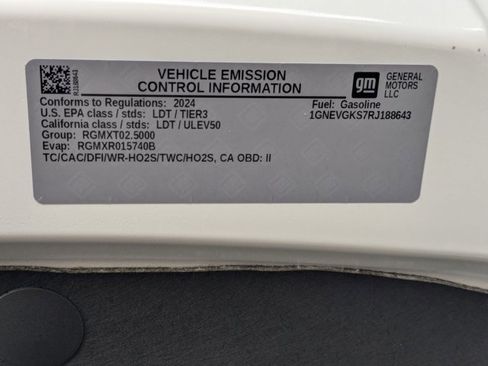 VEHICLE EMISSION
CONTROL INFORMATION
gm
GENERAL
MOTORS
LLC
RJ188643
Conforms to Regulations: 2024
Fuel: Gasoline
U.S. EPA class / stds: LDT / TIER3
1GNEVGKS7RJ188643
California class / stds: LDT / ULEV50
Group: RGMXT02.5000
Evap: RGMXR015740B
TC/CAC/DFI/WR-HO2S/TWC/HO2S, CA OBD: II